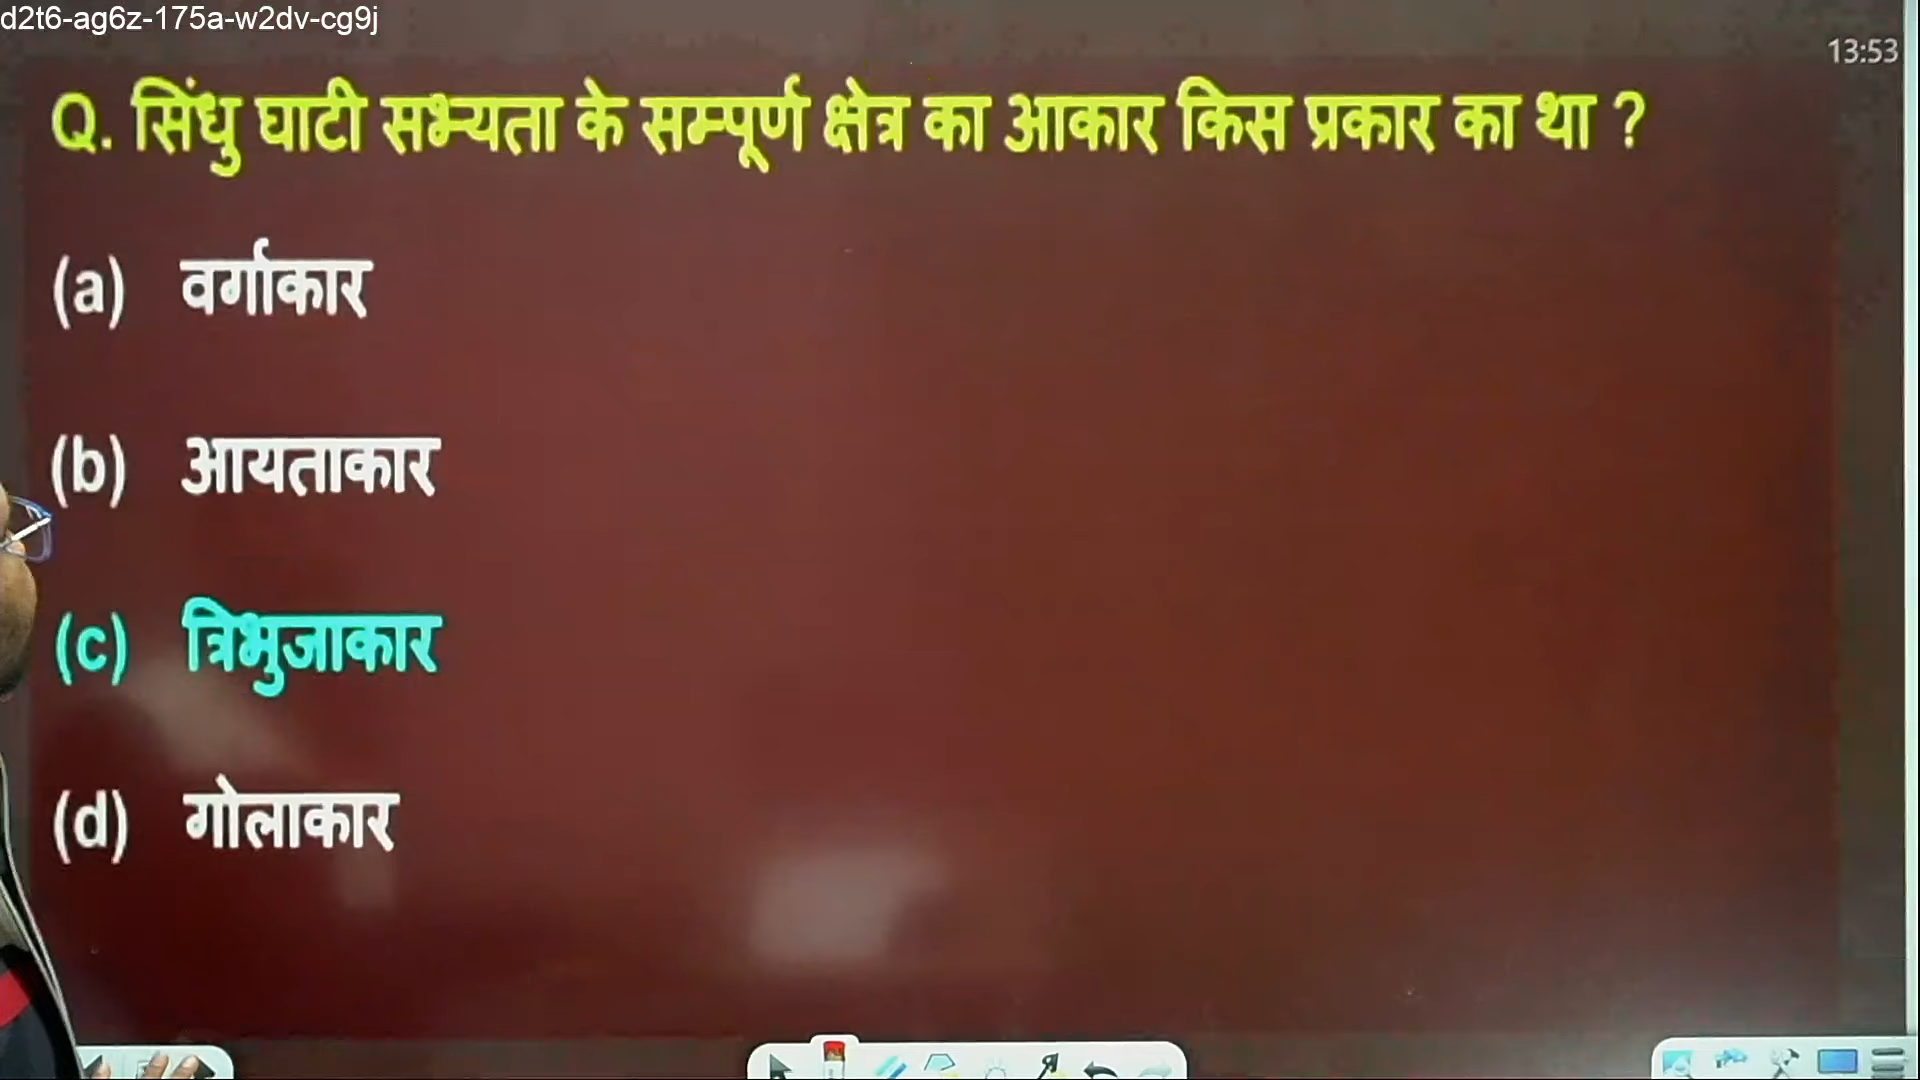 d2t6-ag6z-175a-w2dv-cg9j
13:53
Q. सिंधु घाटी सभ्यता के सम्पूर्ण क्षेत्र का आकार किस प्रकार का था ?
(a) वर्गाकार
(b) आयताकार
(c) त्रिभुजाकार
(d) गोलाकार